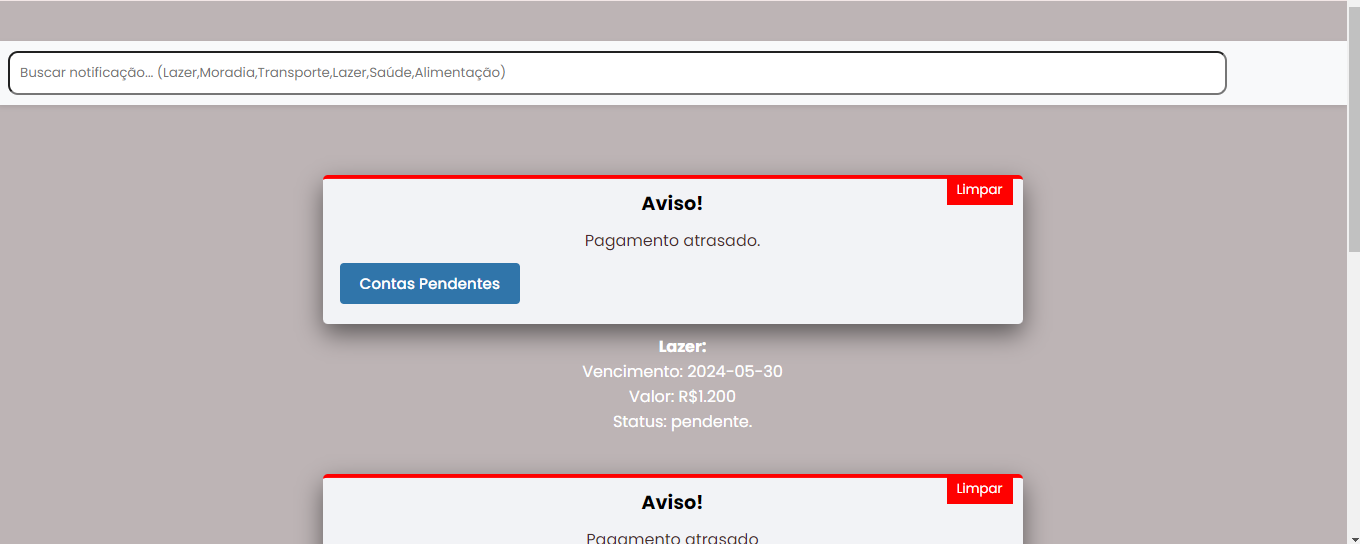 Buscar notificação... (Lazer,Moradia,Transporte,Lazer,Saúde,Alimentação)
Limpar
Aviso!
Pagamento atrasado.
Contas Pendentes
Lazer:
Vencimento: 2024-05-30
Valor: R$1.200
Status: pendente.
Limpar
Aviso!
Pagamento atrasado